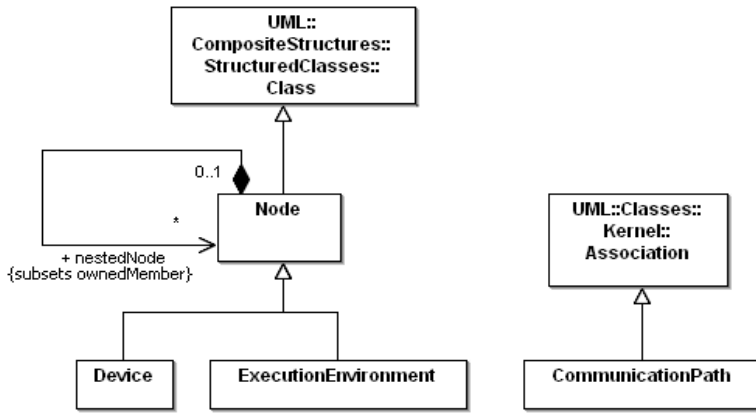 UML::
CompositeStructures::
StructuredClasses::
Class
0..1
Node
*
+ nestedNode
{subsets ownedMember}
UML::Classes::
Kernel::
Association
Device
ExecutionEnvironment
CommunicationPath